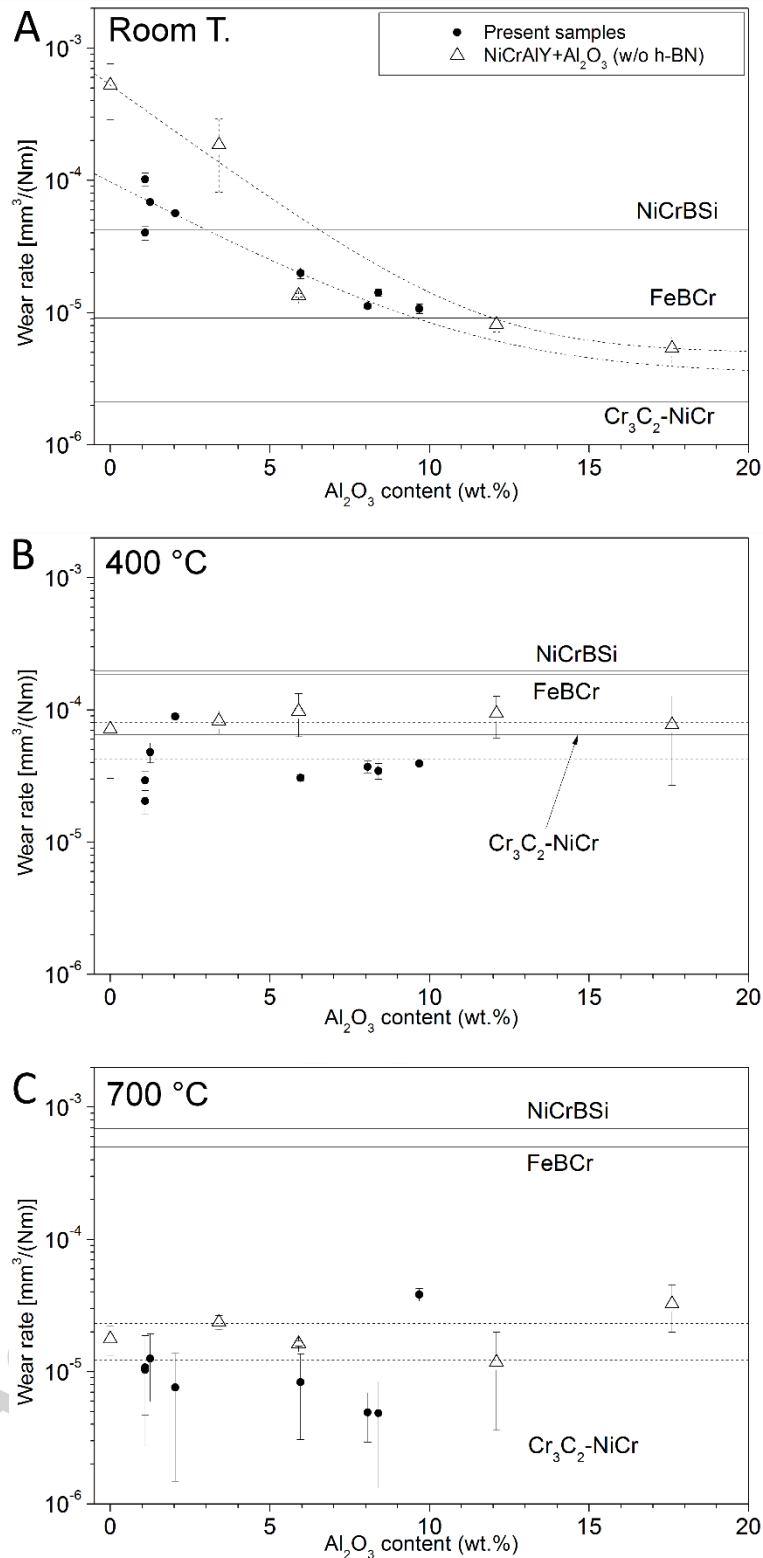 A Room T.
● Present samples
△ NiCrAlY+Al₂O₃ (w/o h-BN)
Wear rate [mm³/(Nm)]
10⁻³
10⁻⁴
10⁻⁵
10⁻⁶
NiCrBSi
FeBCr
Cr₃C₂-NiCr
0 5 10 15 20
Al₂O₃ content (wt.%)
B 400 °C
Wear rate [mm³/(Nm)]
10⁻³
10⁻⁴
10⁻⁵
10⁻⁶
NiCrBSi
FeBCr
Cr₃C₂-NiCr
0 5 10 15 20
Al₂O₃ content (wt.%)
C 700 °C
Wear rate [mm³/(Nm)]
10⁻³
10⁻⁴
10⁻⁵
10⁻⁶
NiCrBSi
FeBCr
Cr₃C₂-NiCr
0 5 10 15 20
Al₂O₃ content (wt.%)